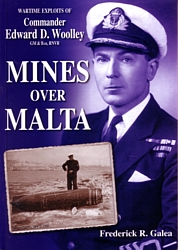 WARTIME EXPLOITS OF
Commander
Edward D. Woolley
GM & Bar, RNVR
MINES
OVER
MALTA
Frederick R. Galea